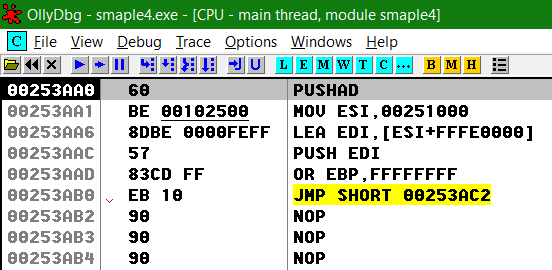 OllyDbg - smaple4.exe - [CPU - main thread, module smaple4]
C File View Debug Trace Options Windows Help
L E M W T C ... B M H
00253AA0 60 PUSHAD
00253AA1 BE 00102500 MOV ESI,00251000
00253AA6 8DBE 0000FEFF LEA EDI,[ESI+FFFE0000]
00253AAC 57 PUSH EDI
00253AAD 83CD FF OR EBP,FFFFFFFF
00253AB0 EB 10 JMP SHORT 00253AC2
00253AB2 90 NOP
00253AB3 90 NOP
00253AB4 90 NOP